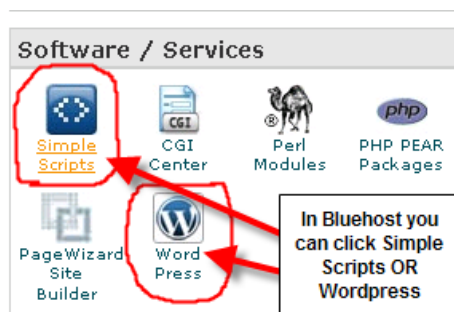 Software / Services
CGI
®
php
Simple Scripts
CGI Center
Perl Modules
PHP PEAR Packages
W
PageWizard Site Builder
Word Press
In Bluehost you
can click Simple
Scripts OR
Wordpress